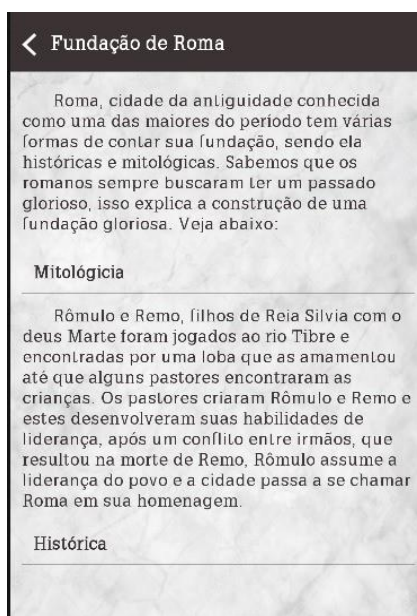 Fundação de Roma
Roma, cidade da antiguidade conhecida
como uma das maiores do período tem várias
formas de contar sua fundação, sendo ela
históricas e mitológicas. Sabemos que os
romanos sempre buscaram ter um passado
glorioso, isso explica a construção de uma
fundação gloriosa. Veja abaixo:
Mitológicia
Rômulo e Remo, filhos de Reia Silvia com o
deus Marte foram jogados ao rio Tibre e
encontradas por uma loba que as amamentou
até que alguns pastores encontraram as
crianças. Os pastores criaram Rômulo e Remo e
estes desenvolveram suas habilidades de
liderança, após um conflito entre irmãos, que
resultou na morte de Remo, Rômulo assume a
liderança do povo e a cidade passa a se chamar
Roma em sua homenagem.
Histórica